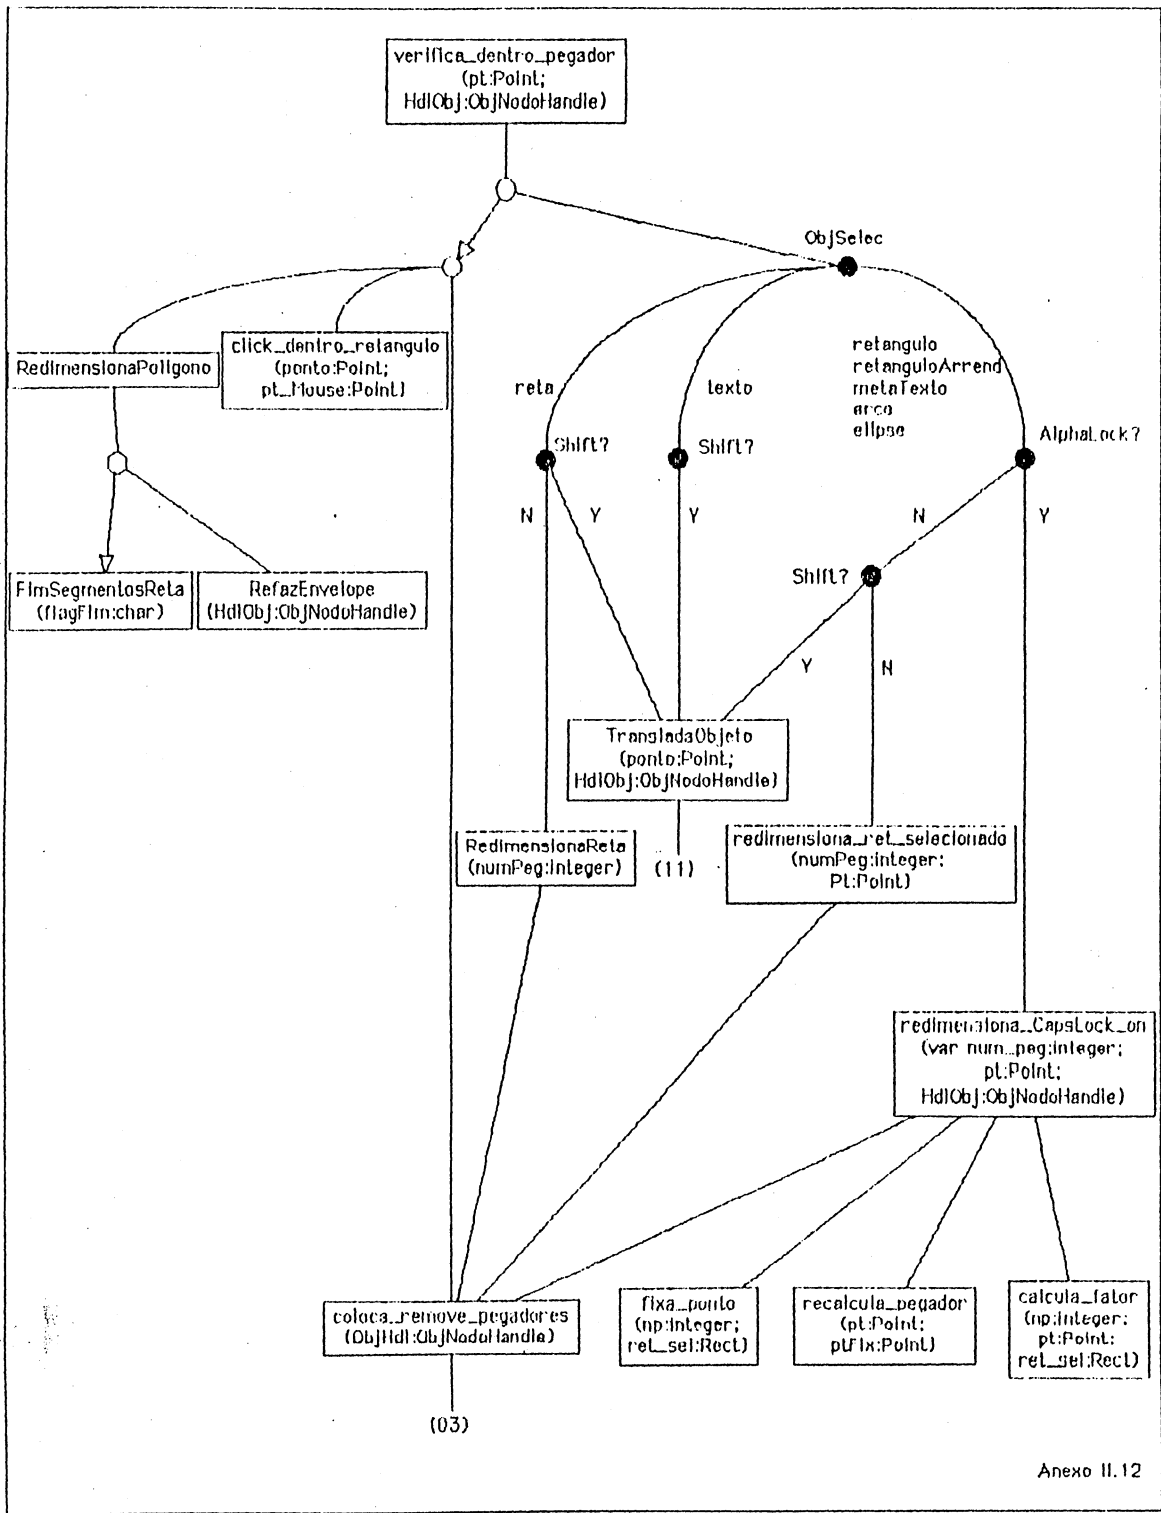 verifica_dentro_pegador
(pt:Point;
HdlObj:ObjNodoHandle)
ObjSelec
RedimensionaPoligono
click_dentro_retangulo
(ponto:Point;
pt_Mouse:Point)
reta
texto
retangulo
retanguloArrend
metaTexto
arco
elipse
Shift?
Shift?
AlphaLock?
N
Y
Y
N
Y
Shift?
FimSegmentosReta
(flagFim:char)
RefazEnvelope
(HdlObj:ObjNodoHandle)
Y
N
TransladaObjeto
(ponto:Point;
HdlObj:ObjNodoHandle)
RedimensionaReta
(numPeg:Integer)
(11)
redimensiona_ret_selecionado
(numPeg:Integer;
Pt:Point)
redimensiona_CapsLock_on
(var num_peg:Integer;
pt:Point;
HdlObj:ObjNodoHandle)
coloca_remove_pegadores
(ObjHdl:ObjNodoHandle)
fixa_ponto
(np:Integer;
ret_sel:Rect)
recalcula_pegador
(pt:Point;
ptFix:Point)
calcula_fator
(np:Integer;
pt:Point;
ret_sel:Rect)
(03)
Anexo II.12